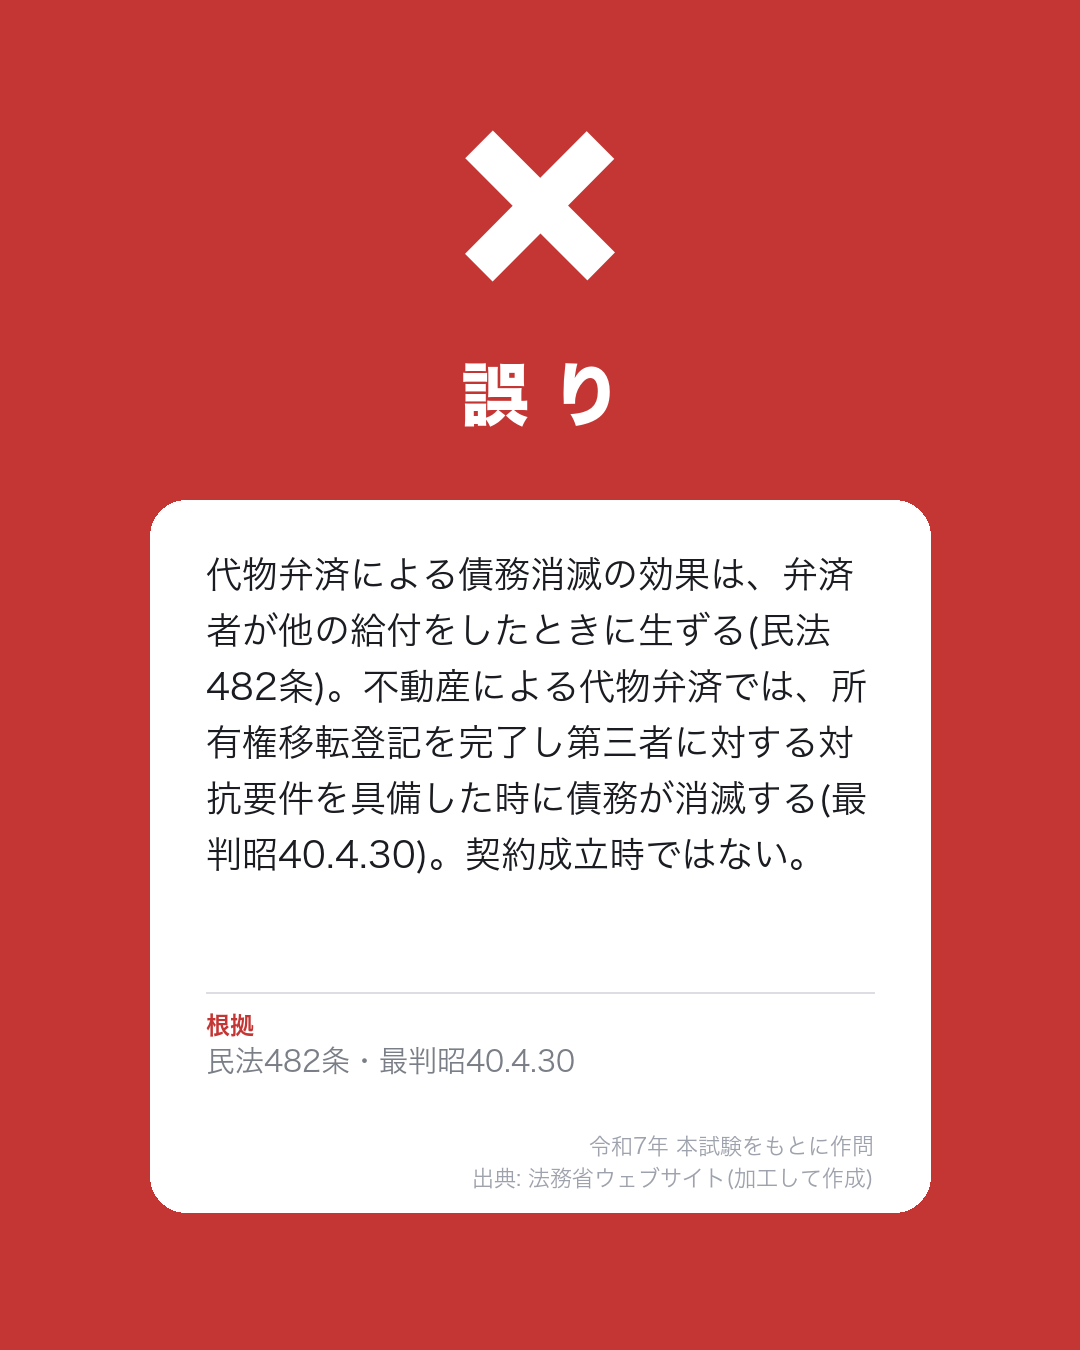 誤り
代物弁済による債務消滅の効果は、弁済
者が他の給付をしたときに生ずる(民法
482条)。不動産による代物弁済では、所
有権移転登記を完了し第三者に対する対
抗要件を具備した時に債務が消滅する(最
判昭40.4.30)。契約成立時ではない。
根拠
民法482条・最判昭40.4.30
令和7年 本試験をもとに作問
出典: 法務省ウェブサイト(加工して作成)